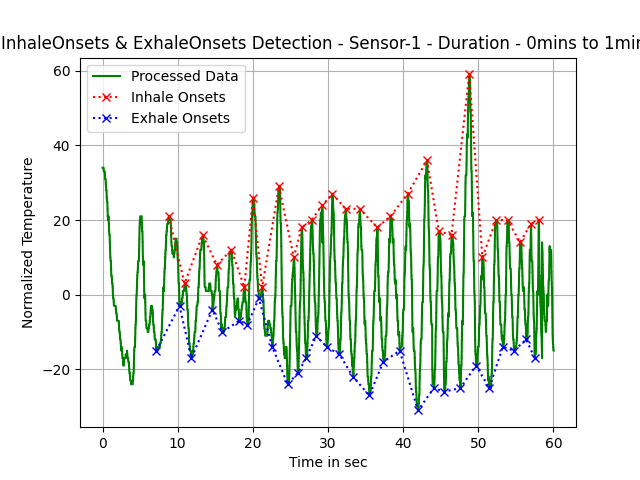 InhaleOnsets & ExhaleOnsets Detection - Sensor-1 - Duration - 0mins to 1min
Processed Data
Inhale Onsets
Exhale Onsets
60
40
20
0
−20
Normalized Temperature
0 10 20 30 40 50 60
Time in sec